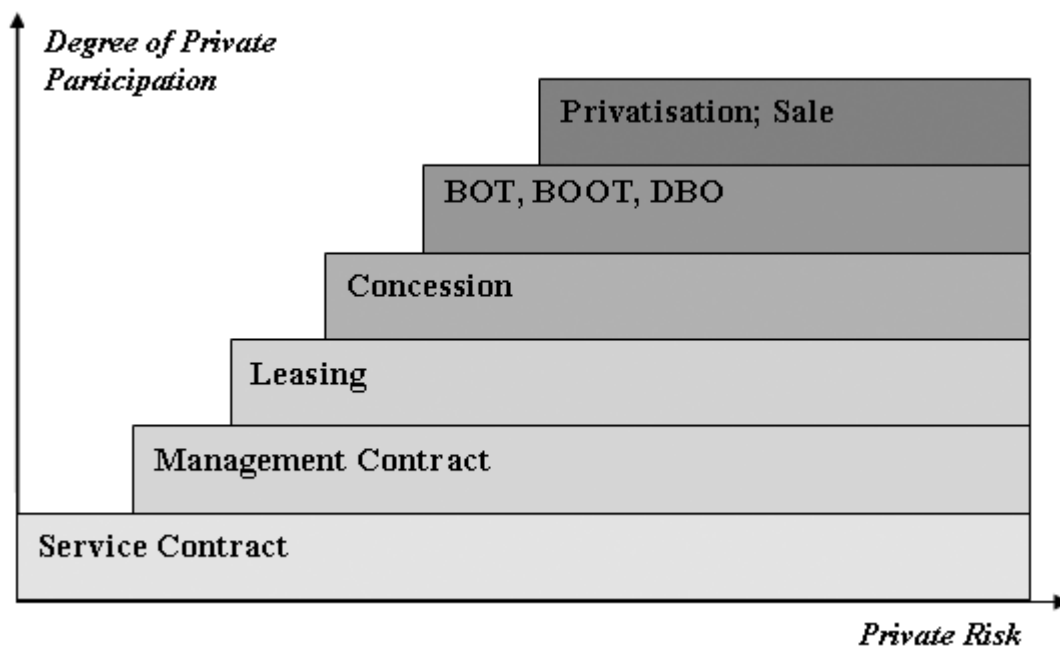 Degree of Private
Participation
Privatisation; Sale
BOT, BOOT, DBO
Concession
Leasing
Management Contract
Service Contract
Private Risk